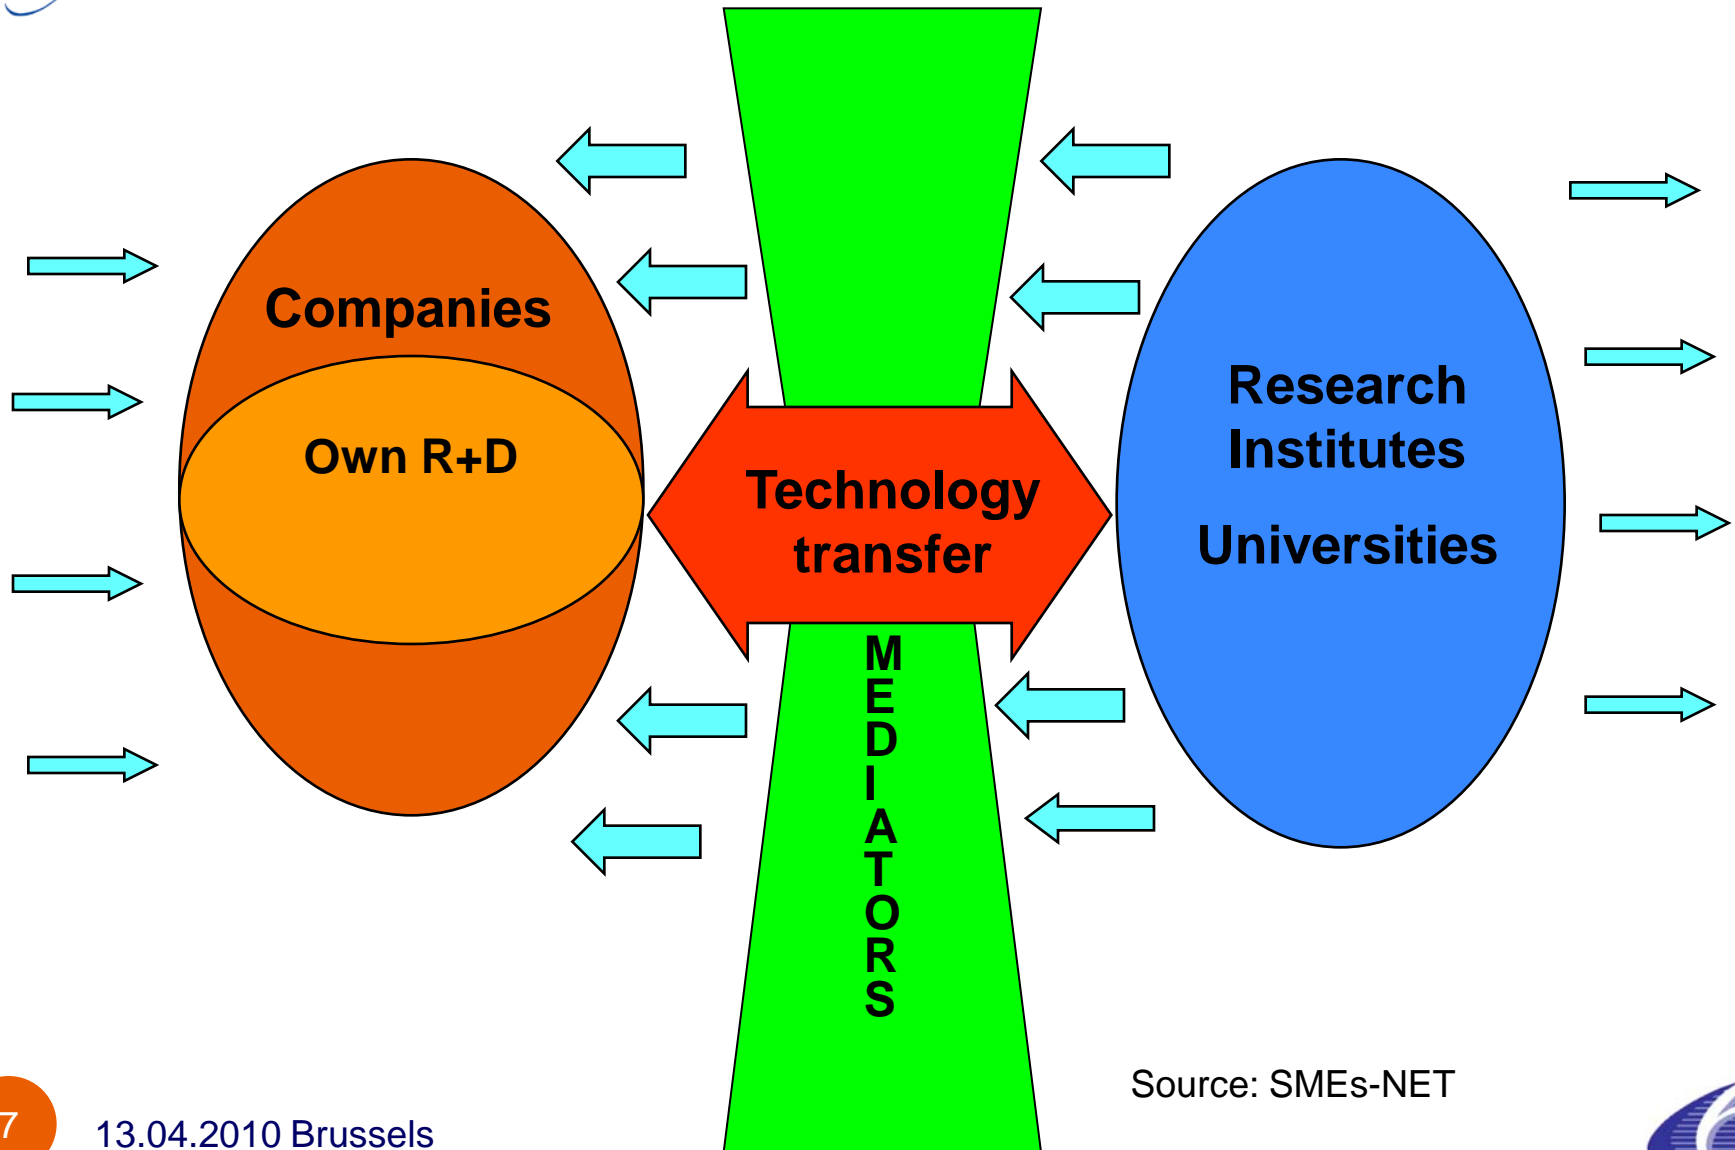 Companies
Own R+D
Technology
transfer
Research
Institutes
Universities
M
E
D
I
A
T
O
R
S
Source: SMEs-NET
7
13.04.2010 Brussels